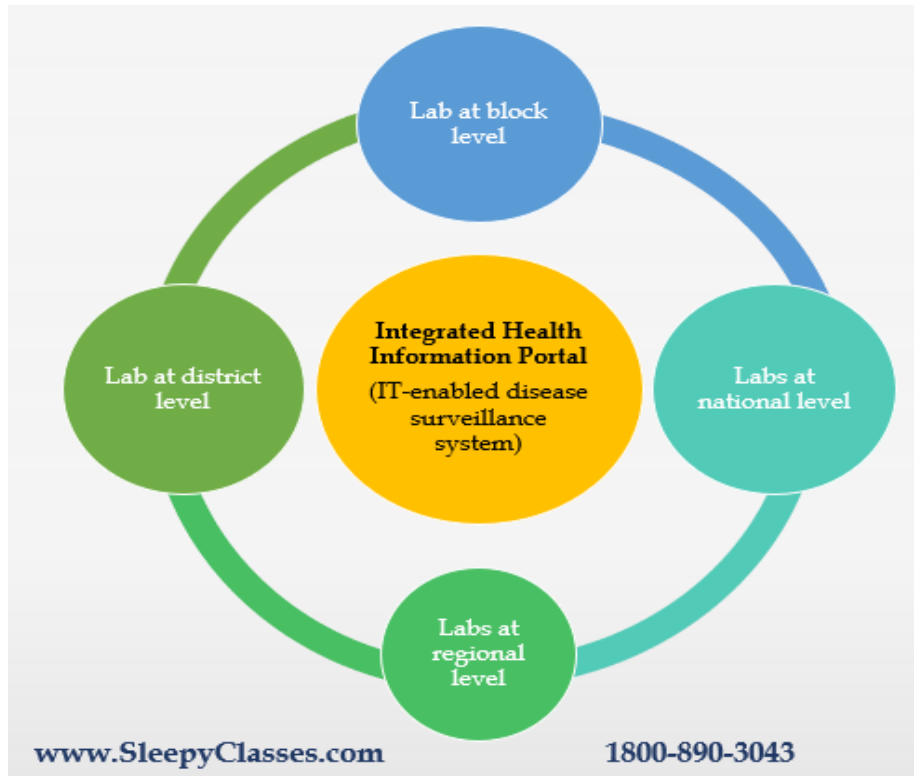 Lab at block
level
Integrated Health
Information Portal
(IT-enabled disease
surveillance
system)
Lab at district
level
Labs at
national level
Labs at
regional
level
www.SleepyClasses.com
1800-890-3043